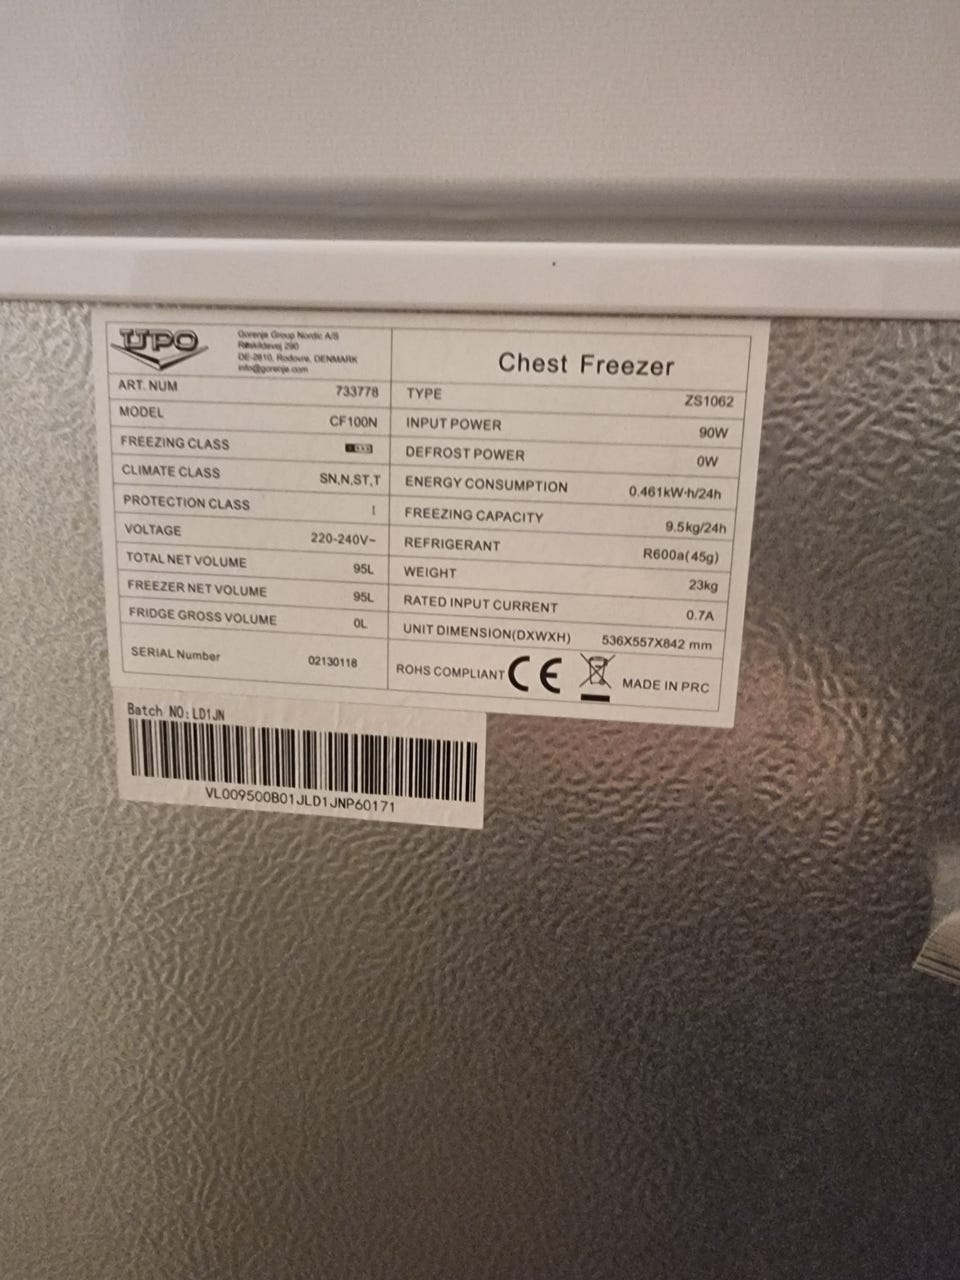 UPO
Gorenje Group Nordic A/S
Roskildevej 290
DE-2610, Rodovre, DENMARK
info@gorenje.com
Chest Freezer
ART. NUM 733778
MODEL CF100N
FREEZING CLASS
CLIMATE CLASS SN,N,ST,T
PROTECTION CLASS I
VOLTAGE 220-240V~
TOTAL NET VOLUME 95L
FREEZER NET VOLUME 95L
FRIDGE GROSS VOLUME 0L
SERIAL Number 02130118
TYPE ZS1062
INPUT POWER 90W
DEFROST POWER 0W
ENERGY CONSUMPTION 0.461kW·h/24h
FREEZING CAPACITY 9.5kg/24h
REFRIGERANT R600a(45g)
WEIGHT 23kg
RATED INPUT CURRENT 0.7A
UNIT DIMENSION(DXWXH) 536X557X842 mm
ROHS COMPLIANT CE MADE IN PRC
Batch NO:LD1JN
VL009500B01JLD1JNP60171